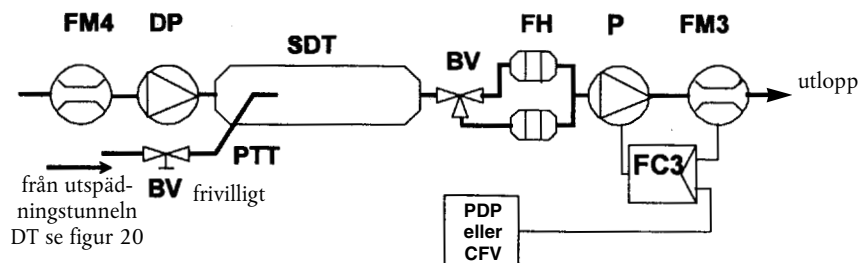 FM4
DP
SDT
BV
FH
P
FM3
utlopp
PTT
från utspäd-
ningstunneln
DT se figur 20
BV frivilligt
FC3
PDP
eller
CFV